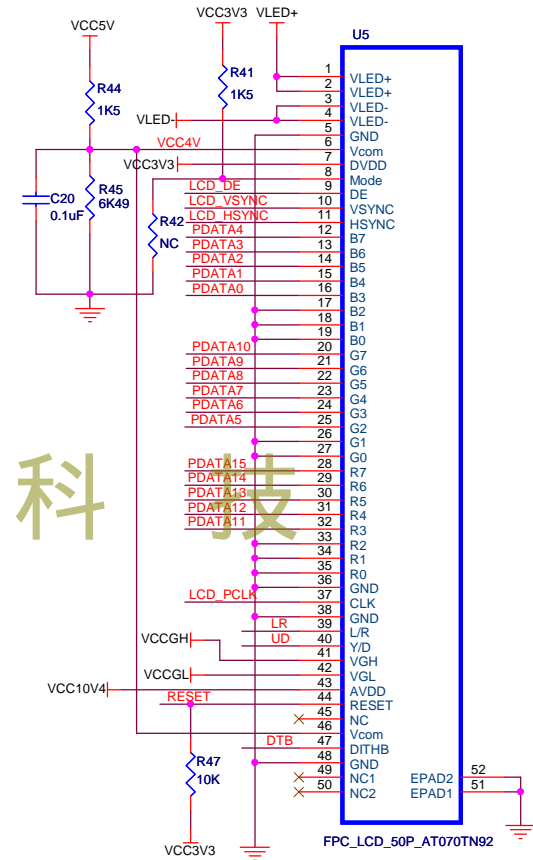 VCC3V3 VLED+
VCC5V
U5
R44
1K5
R41
1K5
VLED-
VCC4V
VCC3V3
C20
0.1uF
R45
6K49
R42
NC
LCD_DE
LCD_VSYNC
LCD_HSYNC
PDATA4
PDATA3
PDATA2
PDATA1
PDATA0
PDATA10
PDATA9
PDATA8
PDATA7
PDATA6
PDATA5
PDATA15
PDATA14
PDATA13
PDATA12
PDATA11
LCD_PCLK
LR
UD
VCCGH
VCCGL
VCC10V4
RESET
DTB
R47
10K
VCC3V3
科 技
1 VLED+
2 VLED+
3 VLED-
4 VLED-
5 GND
6 Vcom
7 DVDD
8 Mode
9 DE
10 VSYNC
11 HSYNC
12 B7
13 B6
14 B5
15 B4
16 B3
17 B2
18 B1
19 B0
20 G7
21 G6
22 G5
23 G4
24 G3
25 G2
26 G1
27 G0
28 R7
29 R6
30 R5
31 R4
32 R3
33 R2
34 R1
35 R0
36 GND
37 CLK
38 GND
39 L/R
40 Y/D
41 VGH
42 VGL
43 AVDD
44 RESET
45 NC
46 Vcom
47 DITHB
48 GND
49 NC1
50 NC2
EPAD2 52
EPAD1 51
FPC_LCD_50P_AT070TN92